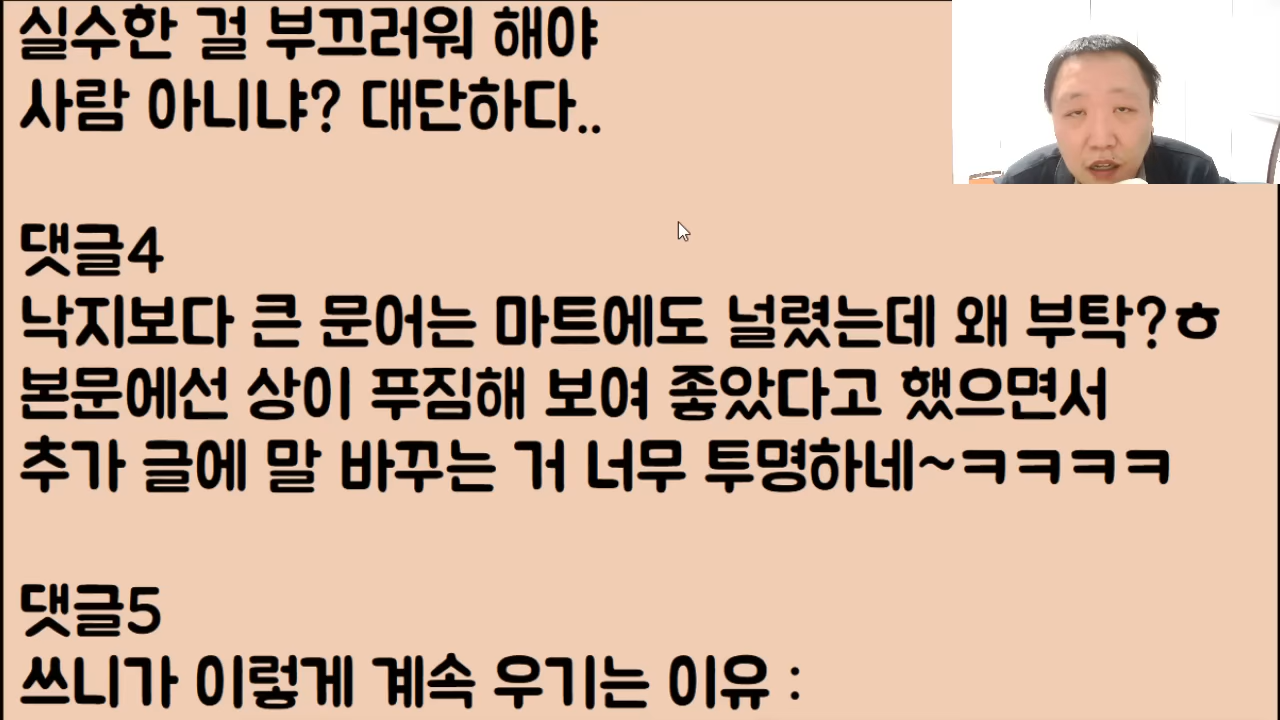 실수한 걸 부끄러워 해야
사람 아니냐? 대단하다..
댓글4
낙지보다 큰 문어는 마트에도 널렸는데 왜 부탁?ㅎ
본문에선 상이 푸짐해 보여 좋았다고 했으면서
추가 글에 말 바꾸는 거 너무 투명하네~ㅋㅋㅋㅋ
댓글5
쓰니가 이렇게 계속 우기는 이유 :